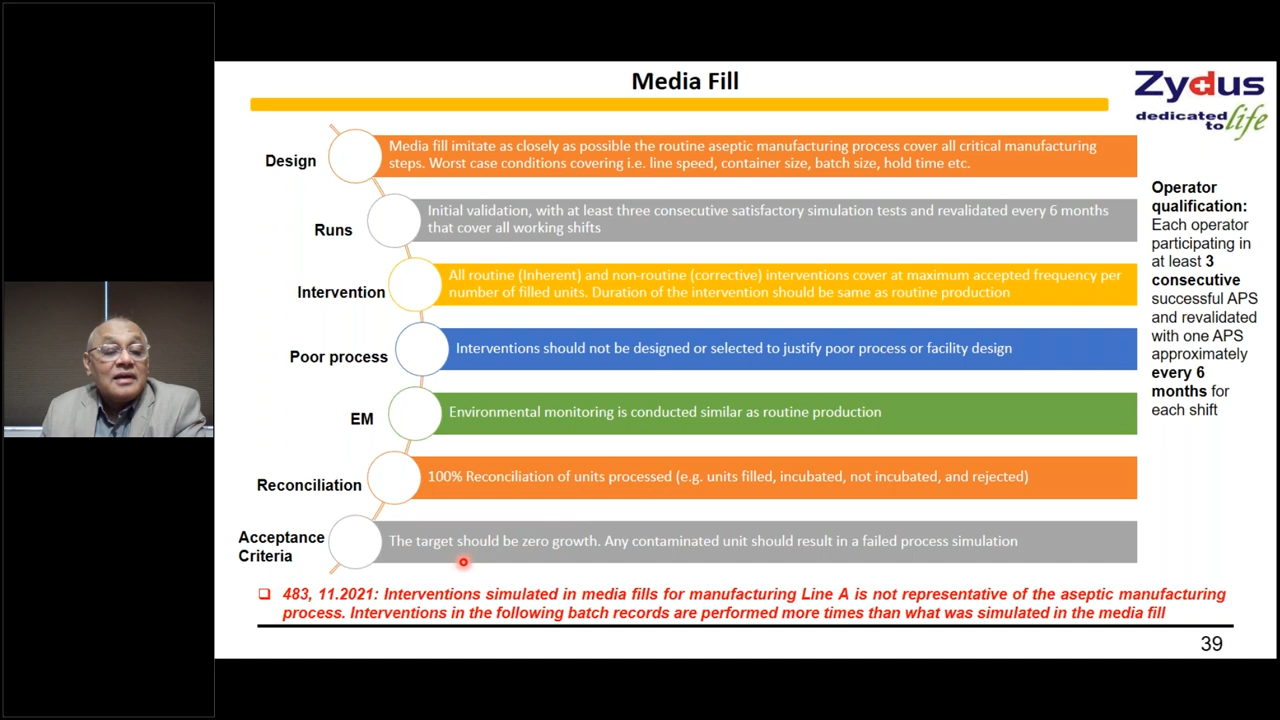 Media Fill
Zydus
dedicated
to life
Design
Media fill imitate as closely as possible the routine aseptic manufacturing process cover all critical manufacturing
steps. Worst case conditions covering i.e. line speed, container size, batch size, hold time etc.
Runs
Initial validation, with at least three consecutive satisfactory simulation tests and revalidated every 6 months
that cover all working shifts
Intervention
All routine (Inherent) and non-routine (corrective) interventions cover at maximum accepted frequency per
number of filled units. Duration of the intervention should be same as routine production
Poor process
Interventions should not be designed or selected to justify poor process or facility design
EM
Environmental monitoring is conducted similar as routine production
Reconciliation
100% Reconciliation of units processed (e.g. units filled, incubated, not incubated, and rejected)
Acceptance
Criteria
The target should be zero growth. Any contaminated unit should result in a failed process simulation
Operator
qualification:
Each operator
participating in
at least 3
consecutive
successful APS
and revalidated
with one APS
approximately
every 6
months for
each shift
483, 11.2021: Interventions simulated in media fills for manufacturing Line A is not representative of the aseptic manufacturing
process. Interventions in the following batch records are performed more times than what was simulated in the media fill
39